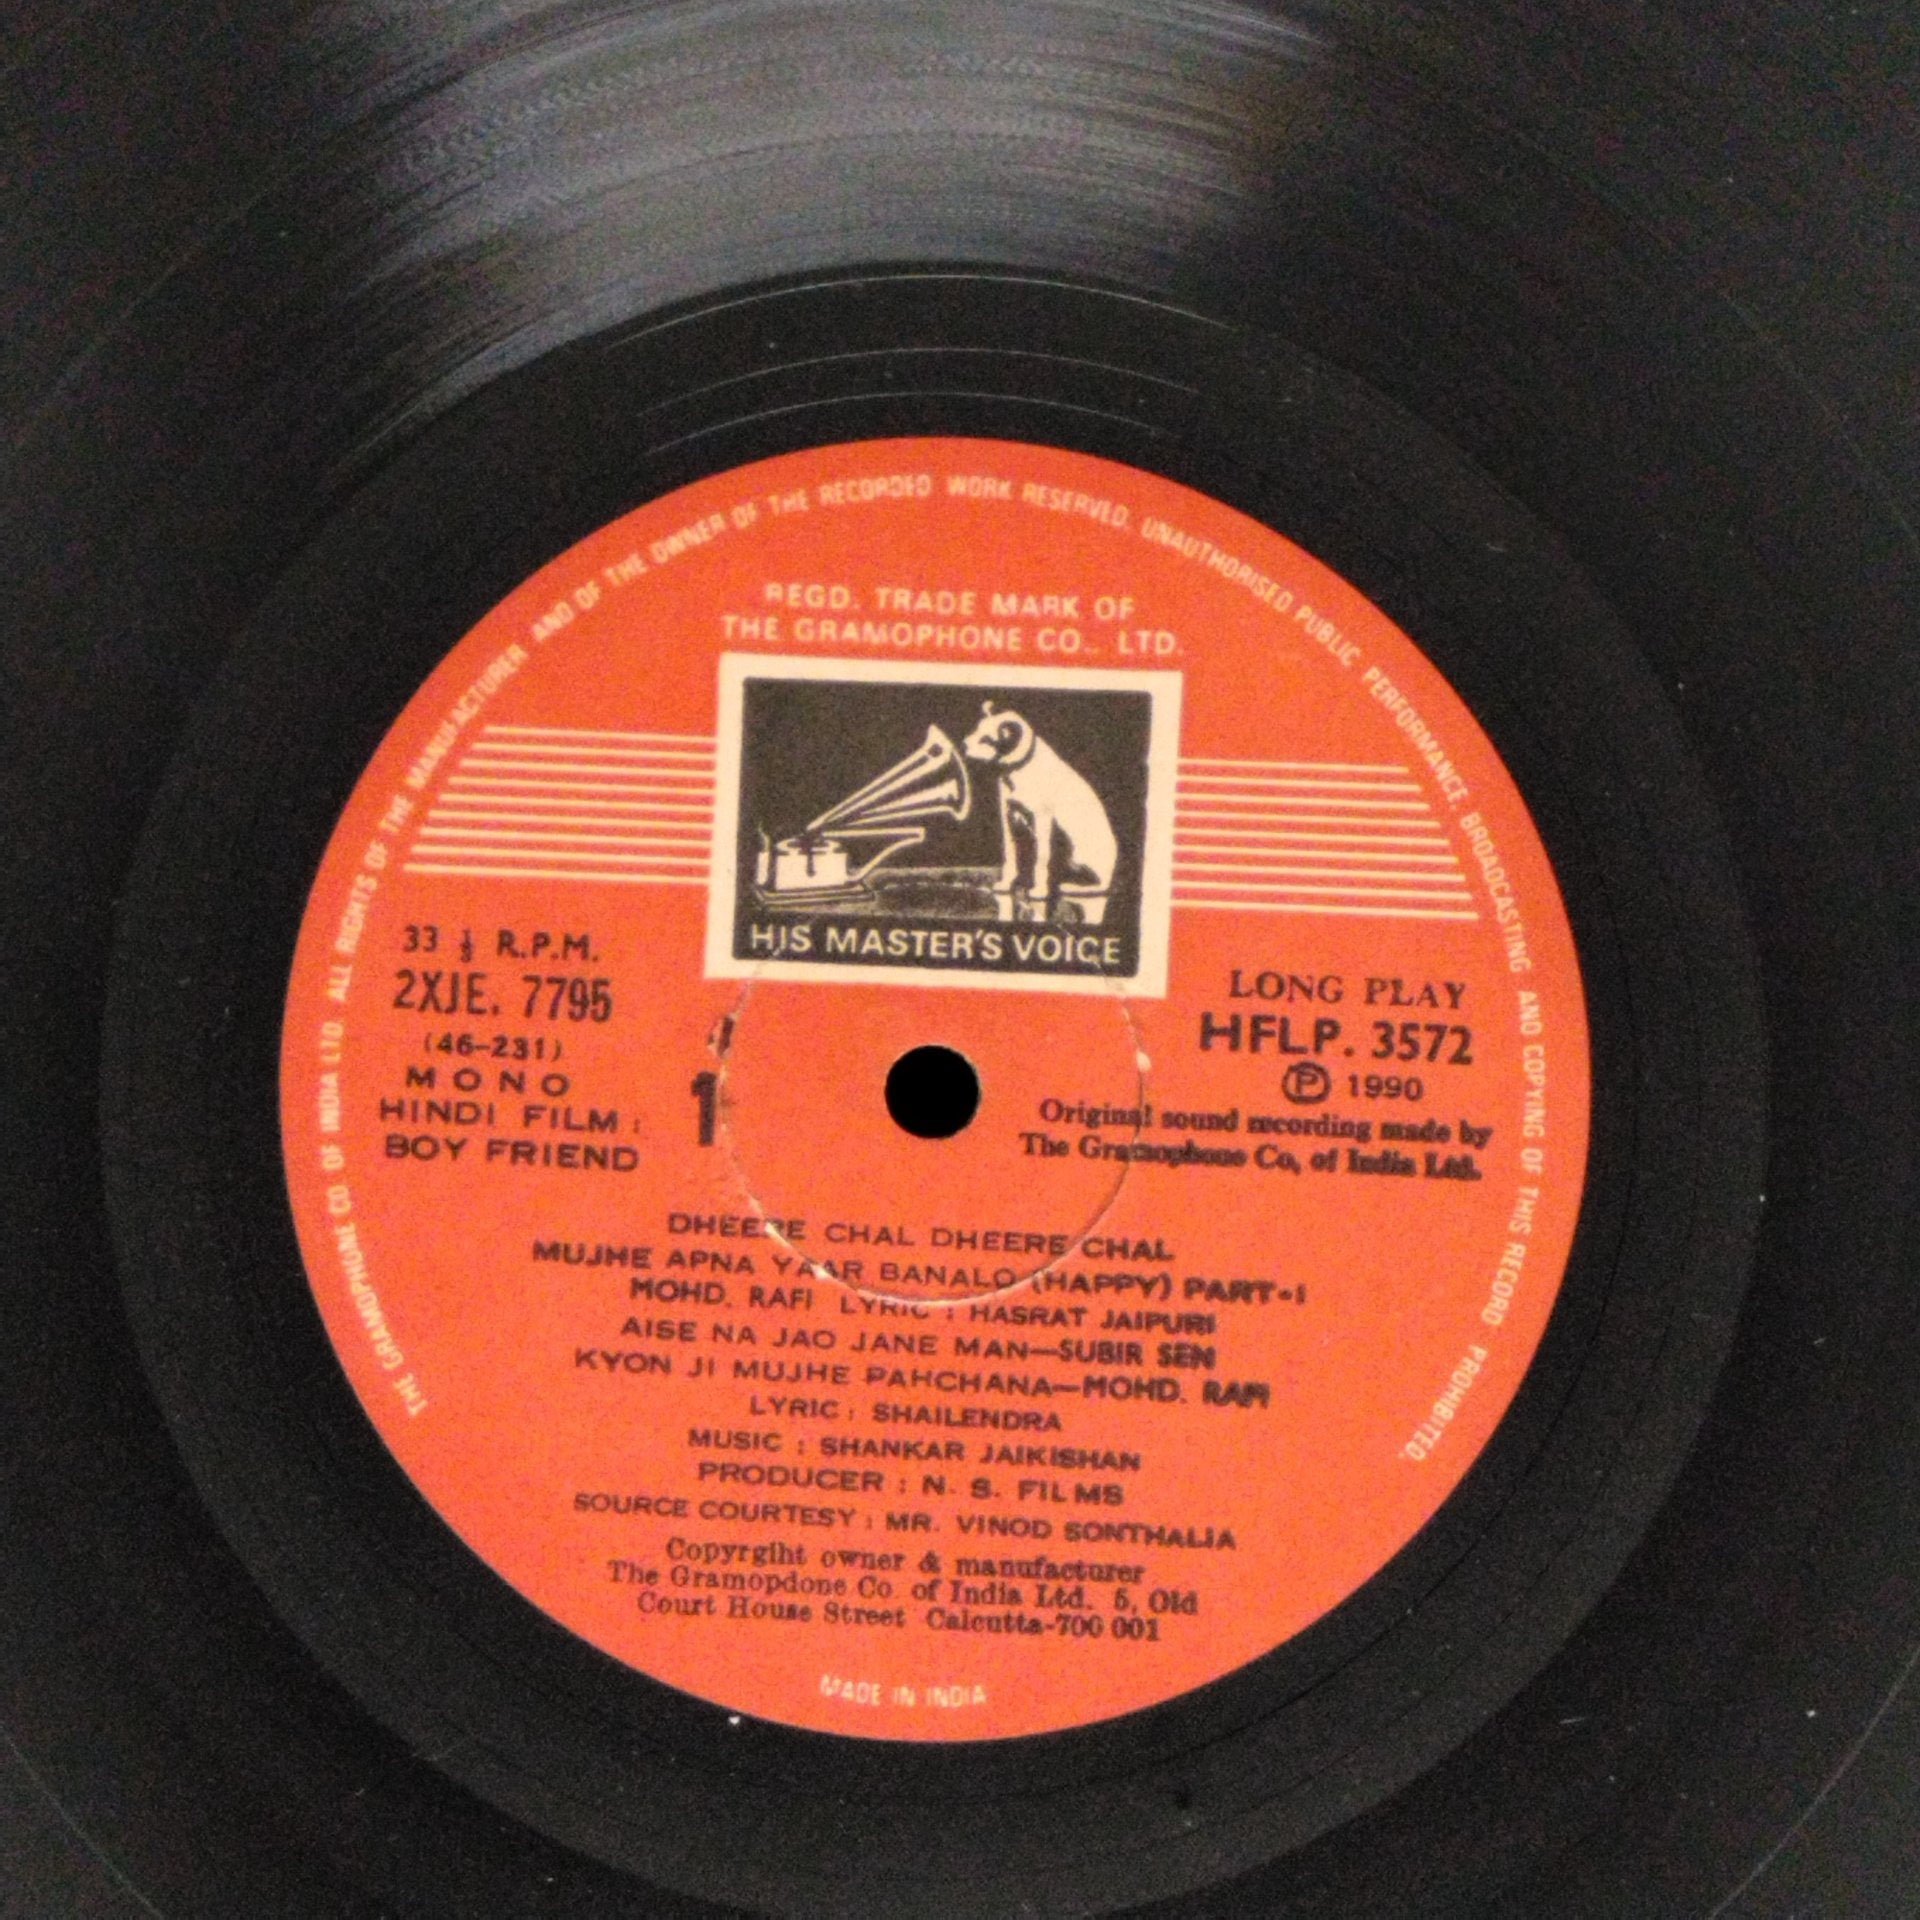 THE GRAMOPHONE CO OF INDIA LTD. ALL RIGHTS OF THE MANUFACTURER AND OF THE OWNER OF THE RECORDED WORK RESERVED. UNAUTHORISED PUBLIC PERFORMANCE BROADCASTING AND COPYING OF THIS RECORD PROHIBITED.
REGD. TRADE MARK OF
THE GRAMOPHONE CO., LTD.
HIS MASTER'S VOICE
33 ⅓ R.P.M.
2XJE. 7795
(46-231)
MONO
HINDI FILM :
BOY FRIEND
1
LONG PLAY
HFLP. 3572
Ⓟ 1990
Original sound recording made by
The Gramophone Co, of India Ltd.
DHEERE CHAL DHEERE CHAL
MUJHE APNA YAAR BANALO (HAPPY) PART-I
MOHD. RAFI LYRIC : HASRAT JAIPURI
AISE NA JAO JANE MAN—SUBIR SEN
KYON JI MUJHE PAHCHANA—MOHD. RAFI
LYRIC : SHAILENDRA
MUSIC : SHANKAR JAIKISHAN
PRODUCER : N. S. FILMS
SOURCE COURTESY : MR. VINOD SONTHALIA
Copyrgiht owner & manufacturer
The Gramopdone Co. of India Ltd. 5, Old
Court House Street Calcutta-700 001
MADE IN INDIA